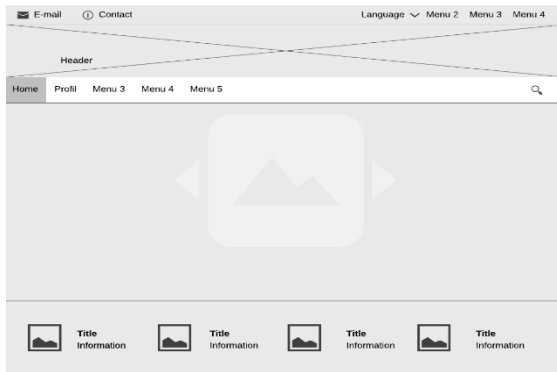 E-mail Contact Language Menu 2 Menu 3 Menu 4
Header
Home Profil Menu 3 Menu 4 Menu 5
Title Title Title Title
Information Information Information Information